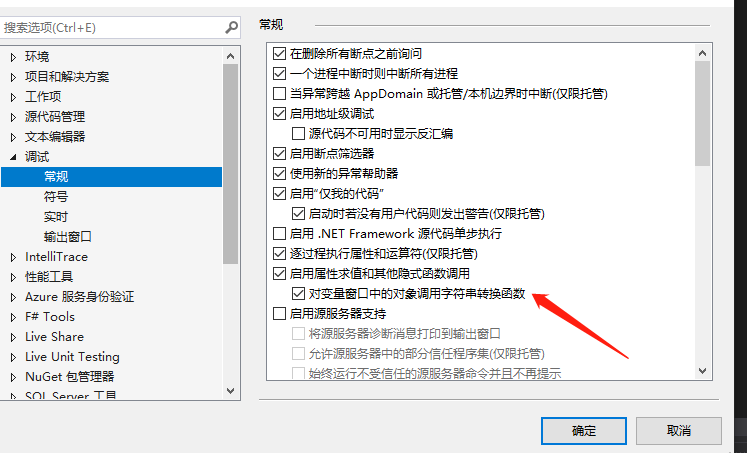 搜索选项(Ctrl+E)
环境
项目和解决方案
工作项
源代码管理
文本编辑器
调试
常规
符号
实时
输出窗口
IntelliTrace
性能工具
Azure 服务身份验证
F# Tools
Live Share
Live Unit Testing
NuGet 包管理器
SQL Server 工具
常规
在删除所有断点之前询问
一个进程中断时则中断所有进程
当异常跨越 AppDomain 或托管/本机边界时中断(仅限托管)
启用地址级调试
源代码不可用时显示反汇编
启用断点筛选器
使用新的异常帮助器
启用“仅我的代码”
启动时若没有用户代码则发出警告(仅限托管)
启用 .NET Framework 源代码单步执行
逐过程执行属性和运算符(仅限托管)
启用属性求值和其他隐式函数调用
对变量窗口中的对象调用字符串转换函数
启用源服务器支持
将源服务器诊断消息打印到输出窗口
允许源服务器中的部分信任程序集(仅限托管)
始终运行不受信任的源服务器命令并且不再提示
确定
取消